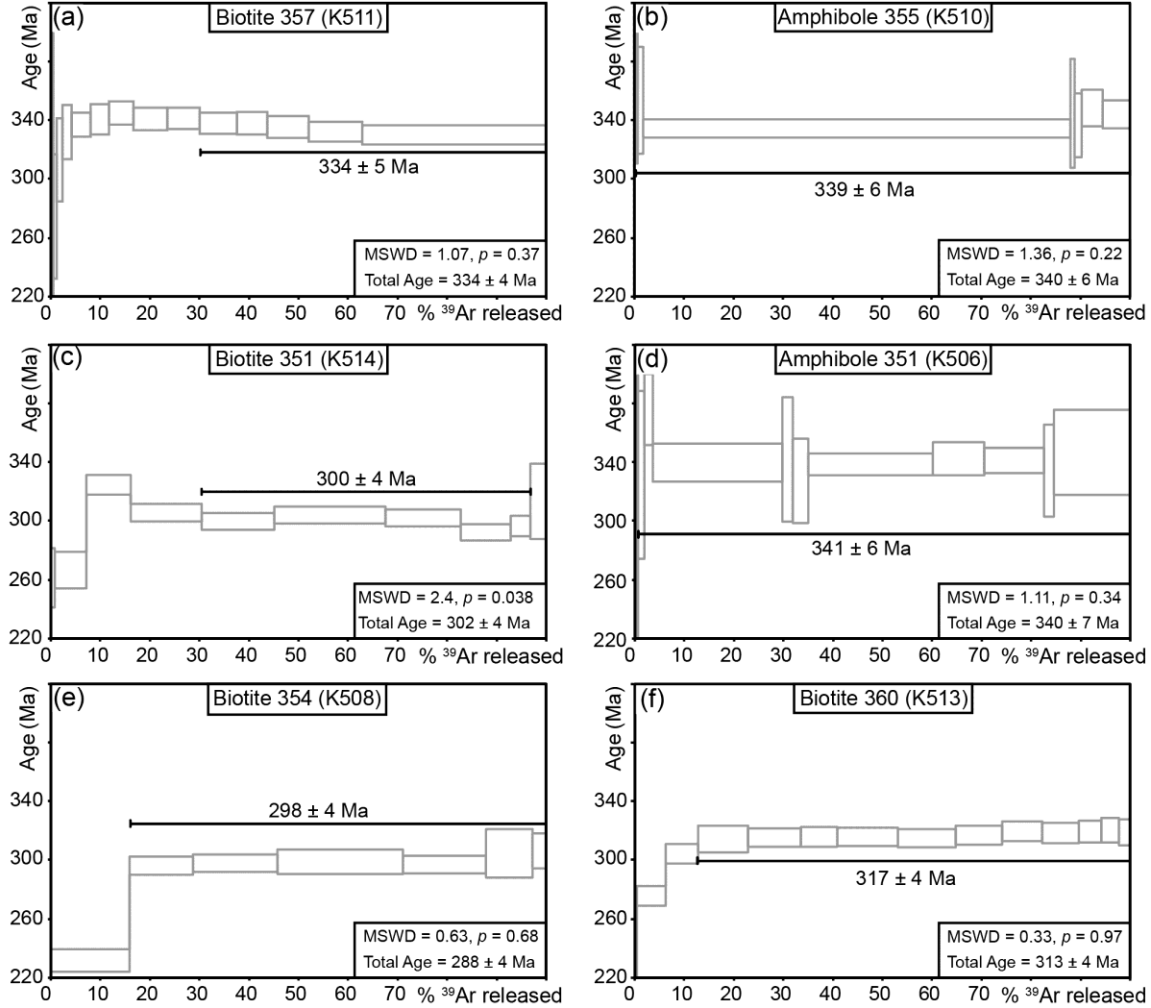 (a)
Biotite 357 (K511)
Age (Ma)
340
300
260
220
334 ± 5 Ma
MSWD = 1.07, p = 0.37
Total Age = 334 ± 4 Ma
0 10 20 30 40 50 60 70 % ³⁹Ar released
(b)
Amphibole 355 (K510)
Age (Ma)
340
300
260
220
339 ± 6 Ma
MSWD = 1.36, p = 0.22
Total Age = 340 ± 6 Ma
0 10 20 30 40 50 60 70 % ³⁹Ar released
(c)
Biotite 351 (K514)
Age (Ma)
340
300
260
220
300 ± 4 Ma
MSWD = 2.4, p = 0.038
Total Age = 302 ± 4 Ma
0 10 20 30 40 50 60 70 % ³⁹Ar released
(d)
Amphibole 351 (K506)
Age (Ma)
340
300
260
220
341 ± 6 Ma
MSWD = 1.11, p = 0.34
Total Age = 340 ± 7 Ma
0 10 20 30 40 50 60 70 % ³⁹Ar released
(e)
Biotite 354 (K508)
Age (Ma)
340
300
260
220
298 ± 4 Ma
MSWD = 0.63, p = 0.68
Total Age = 288 ± 4 Ma
0 10 20 30 40 50 60 70 % ³⁹Ar released
(f)
Biotite 360 (K513)
Age (Ma)
340
300
260
220
317 ± 4 Ma
MSWD = 0.33, p = 0.97
Total Age = 313 ± 4 Ma
0 10 20 30 40 50 60 70 % ³⁹Ar released